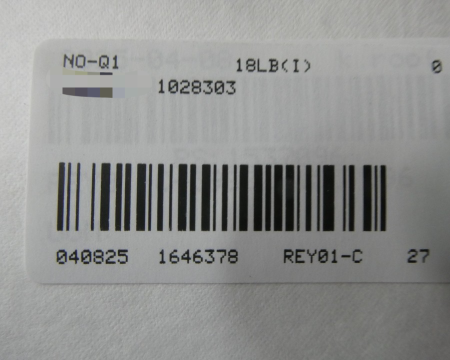 NO-Q1 18LB(I) 0
1028303
040825 1646378 REY01-C 27